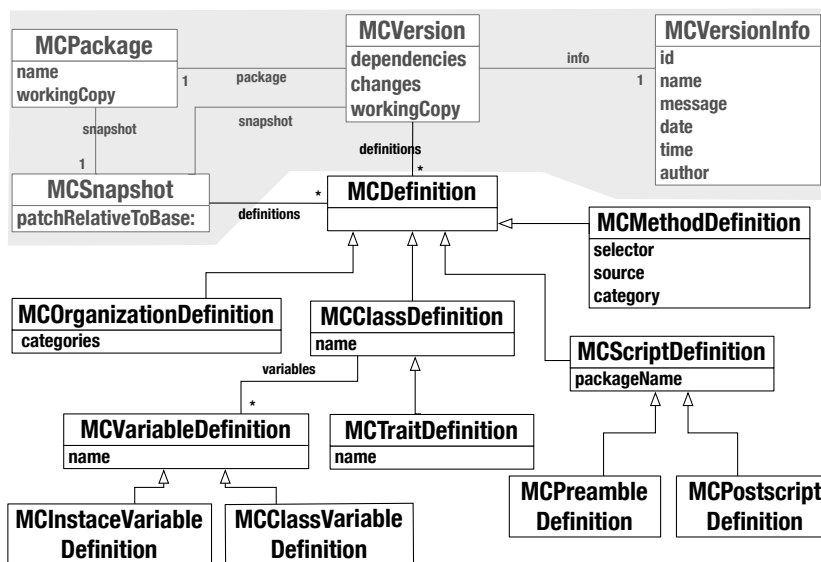 MCPackage
name
workingCopy
MCVersion
dependencies
changes
workingCopy
MCVersionInfo
id
name
message
date
time
author
package
1
info
1
snapshot
1
snapshot
definitions
*
MCSnapshot
patchRelativeToBase:
*
definitions
MCDefinition
MCMethodDefinition
selector
source
category
MCOrganizationDefinition
categories
MCClassDefinition
name
MCScriptDefinition
packageName
variables
*
MCVariableDefinition
name
MCTraitDefinition
name
MCInstaceVariable
Definition
MCClassVariable
Definition
MCPreamble
Definition
MCPostscript
Definition